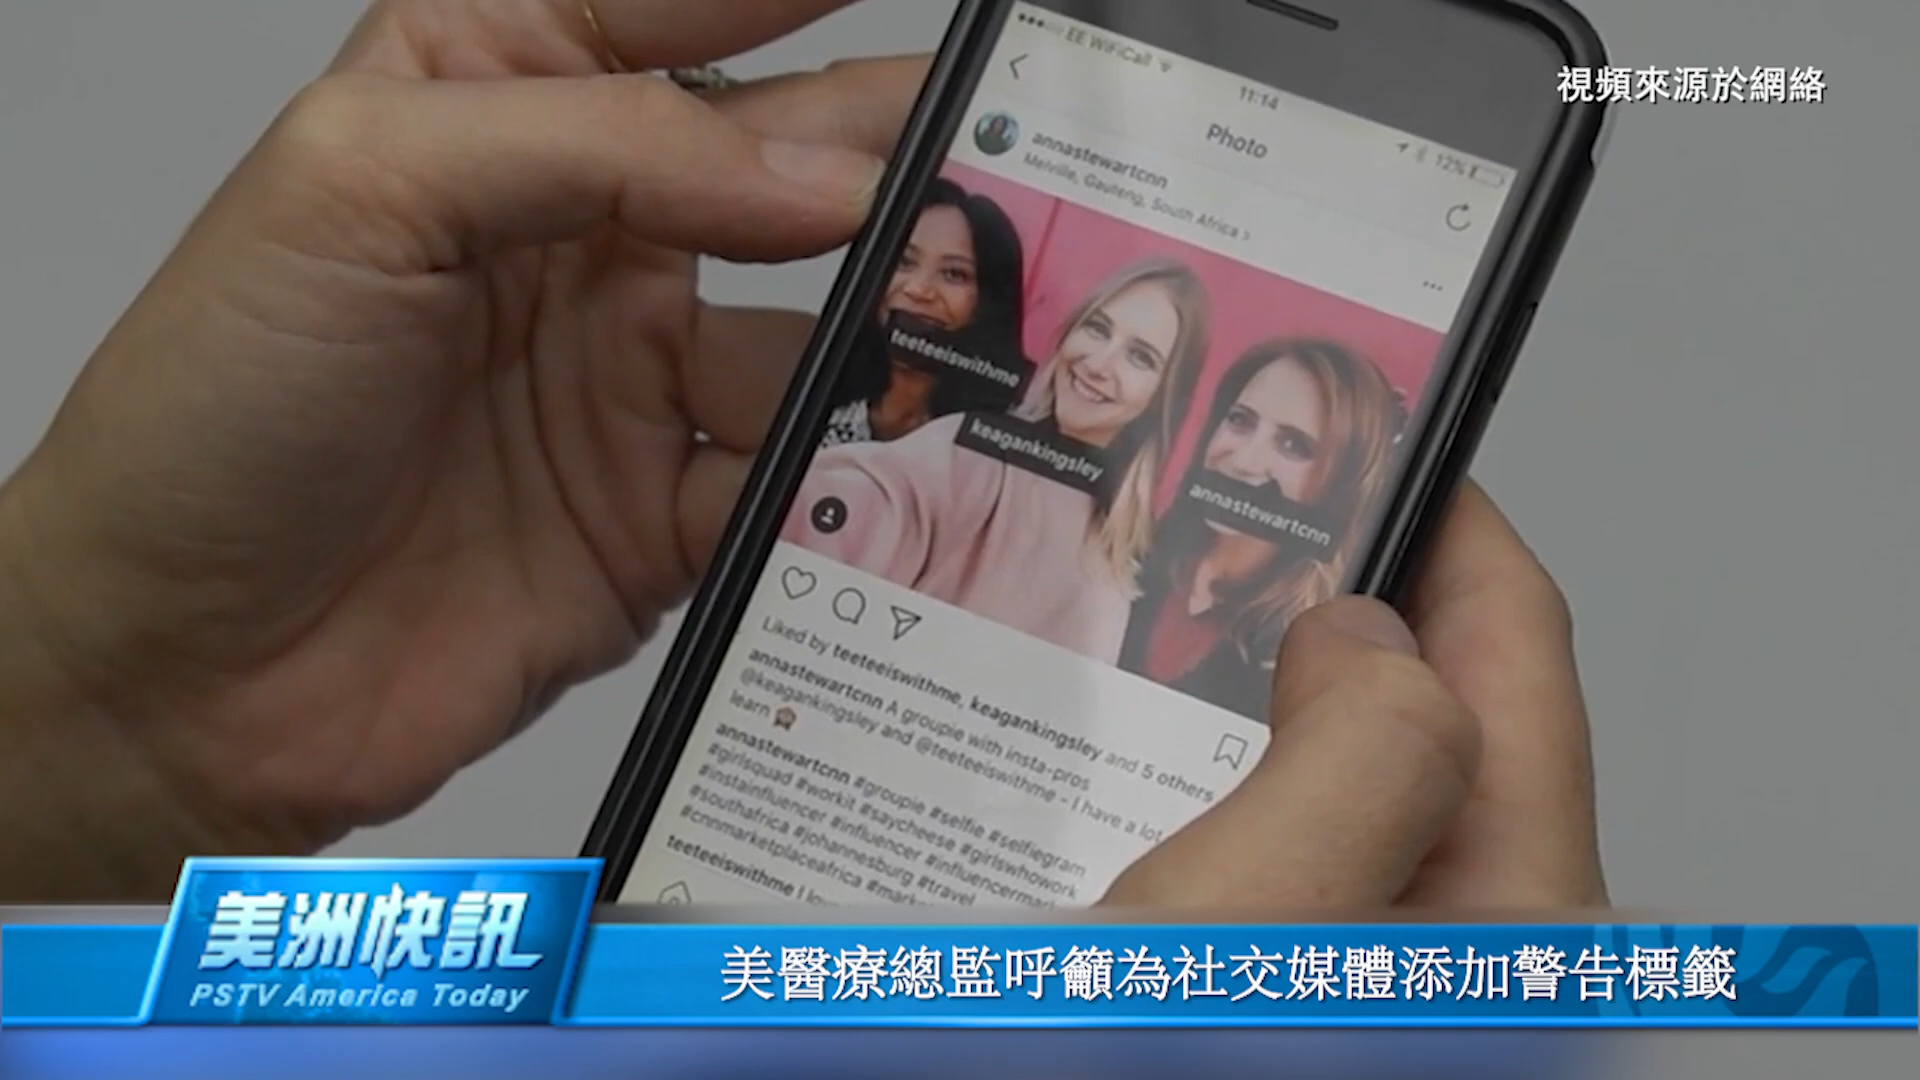 視頻來源於網絡
EE WiFiCall
11:14
12%
Photo
annastewartcnn
Melville, Gauteng, South Africa >
teeteeiswithme
keagankingsley
annastewartcnn
Liked by teeteeiswithme, keagankingsley and 5 others
annastewartcnn A groupie with insta-pros
@keagankingsley and @teeteeiswithme - I have a lot
learn 🙈
annastewartcnn #groupie #selfie #selfiegram
#girlsquad #workit #saycheese #girlswhowork
#instainfluencer #influencer #influencermark
#southafrica #johannesburg #travel
#cnnmarketplaceafrica
teeteeiswithme I
美洲快訊
PSTV America Today
美醫療總監呼籲為社交媒體添加警告標籤